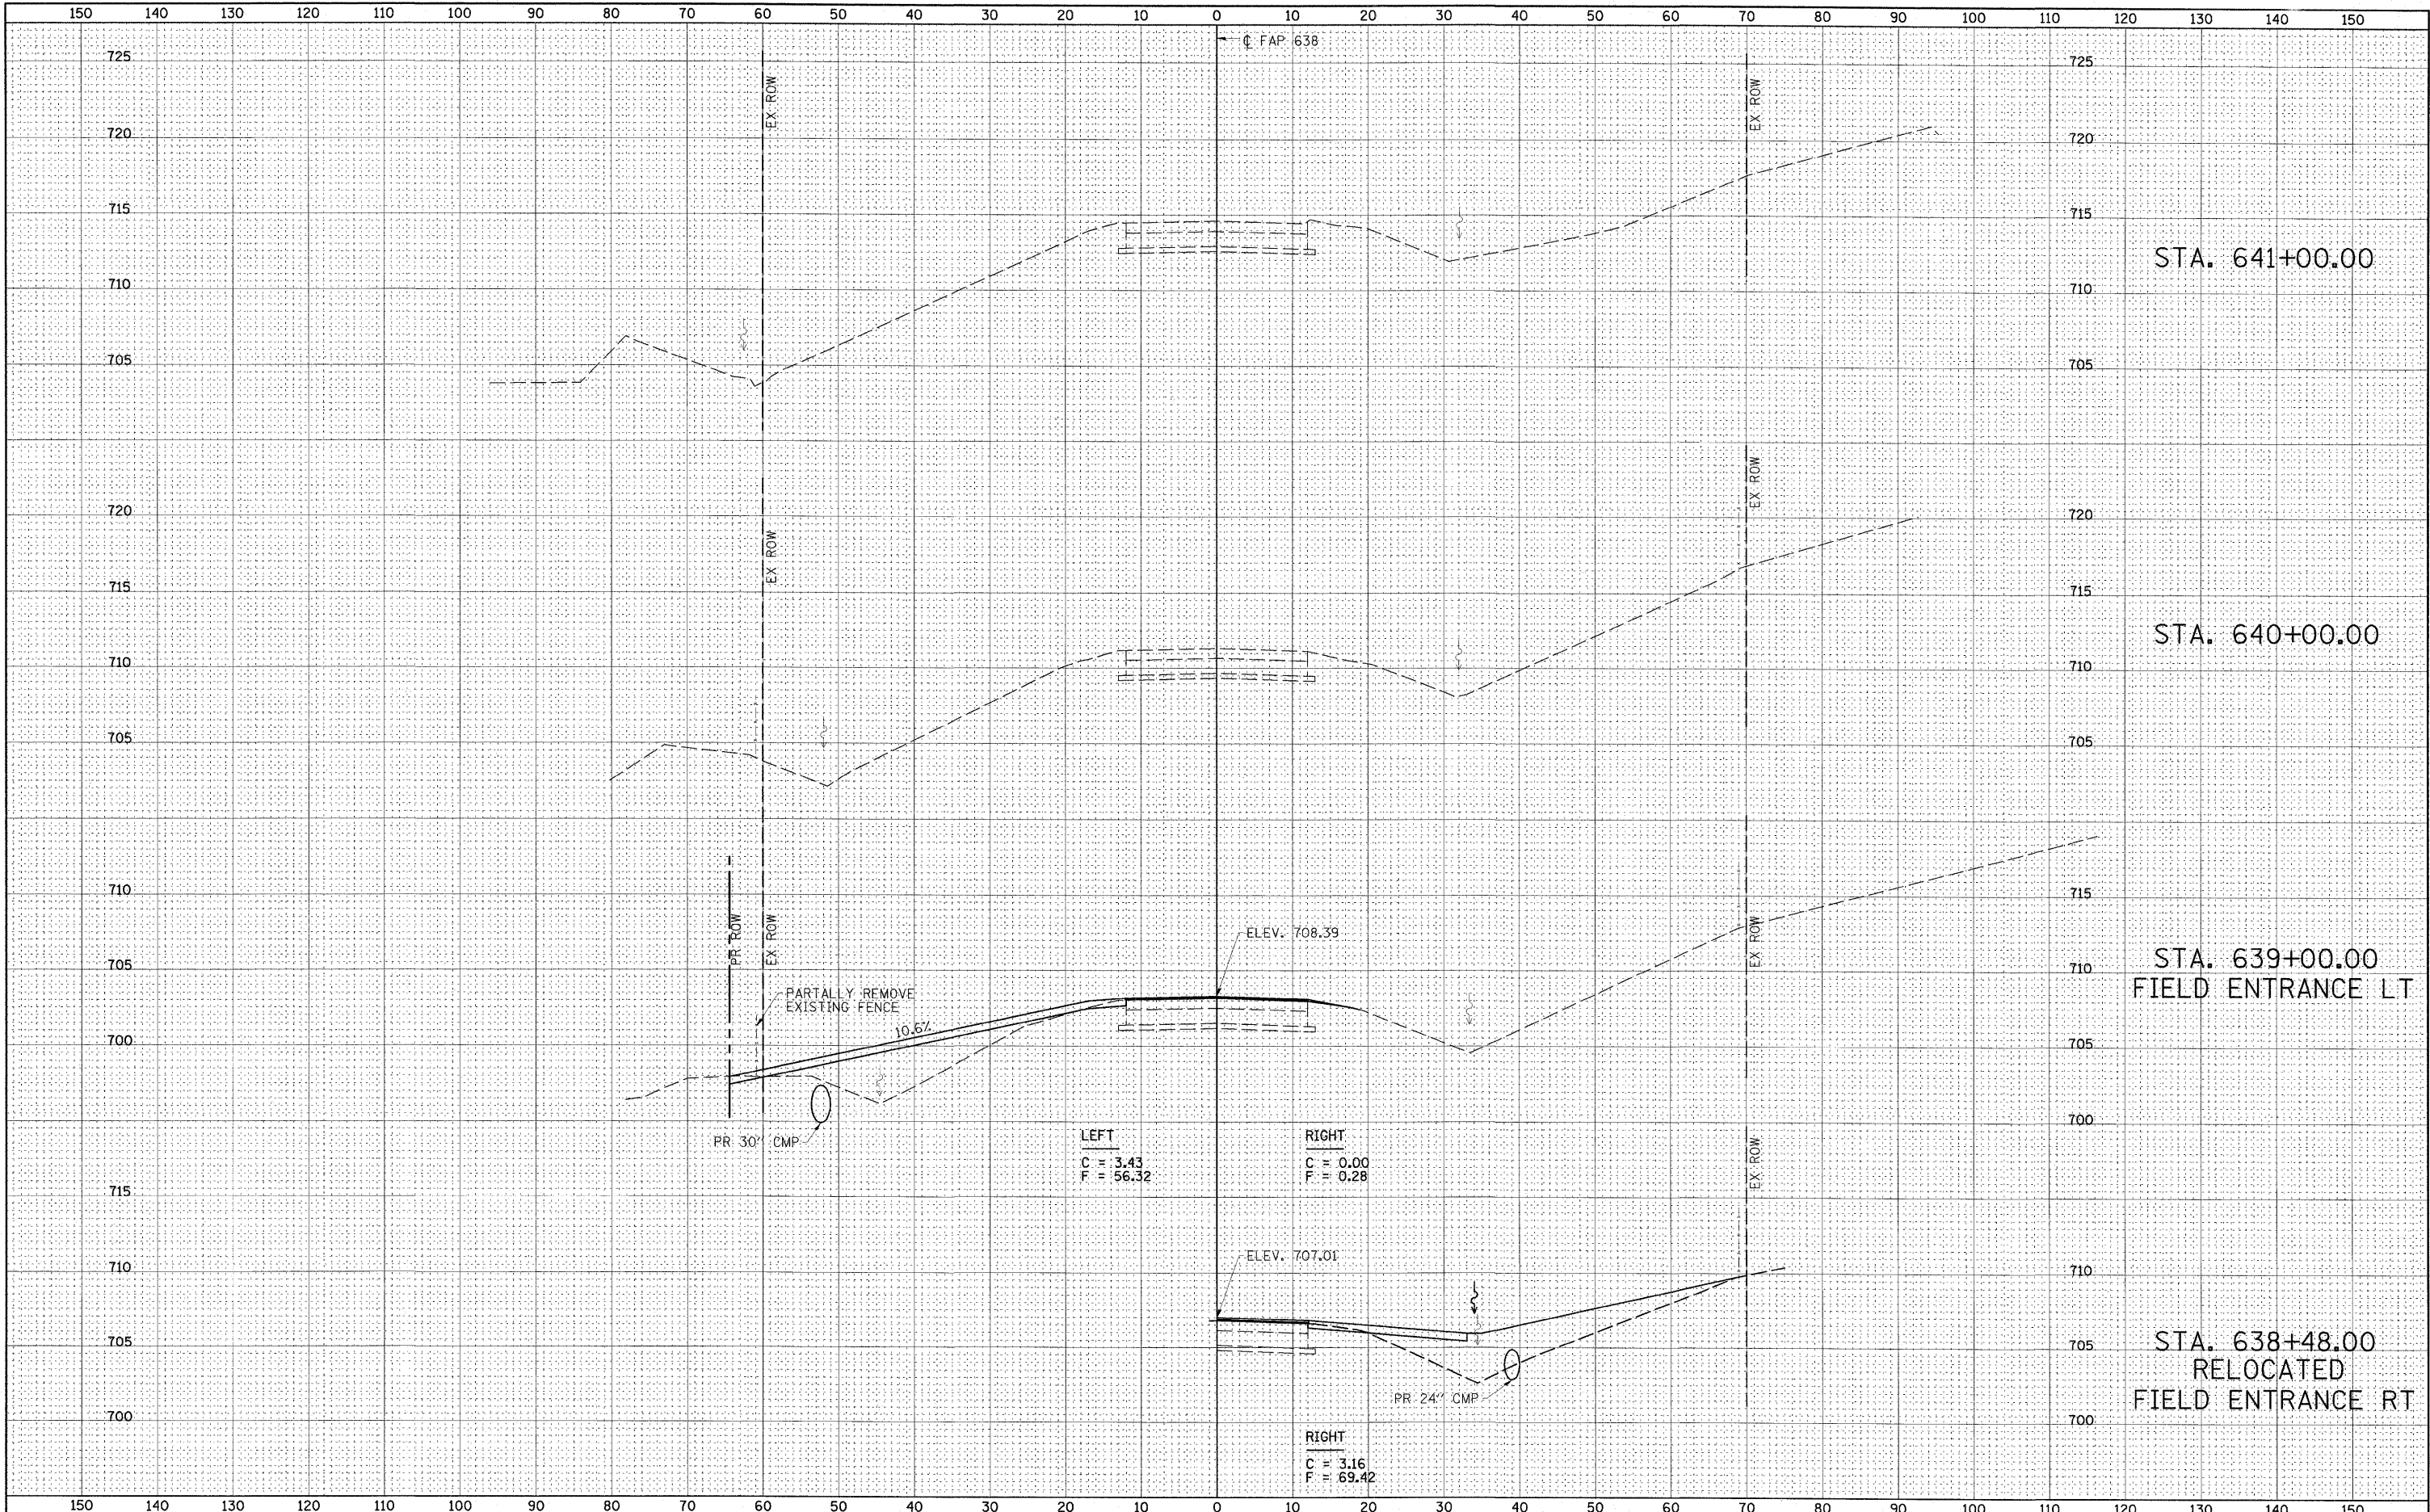 150 140 130 120 110 100 90 80 70 60 50 40 30 20 10 0 10 20 30 40 50 60 70 80 90 100 110 120 130 140 150
℄ FAP 638
725 725
EX ROW EX ROW
720 720
715 715
STA. 641+00.00
710 710
705 705
EX ROW
720 720
EX ROW
715 715
STA. 640+00.00
710 710
705 705
710 715
PR ROW
EX ROW
EX ROW
ELEV. 708.39
705 710
STA. 639+00.00
FIELD ENTRANCE LT
PARTALLY REMOVE
EXISTING FENCE
10.6%
700 705
PR 30" CMP
700
LEFT
C = 3.43
F = 56.32
RIGHT
C = 0.00
F = 0.28
EX ROW
715
ELEV. 707.01
710 710
705 705
STA. 638+48.00
RELOCATED
FIELD ENTRANCE RT
PR 24" CMP
700 700
RIGHT
C = 3.16
F = 69.42
150 140 130 120 110 100 90 80 70 60 50 40 30 20 10 0 10 20 30 40 50 60 70 80 90 100 110 120 130 140 150